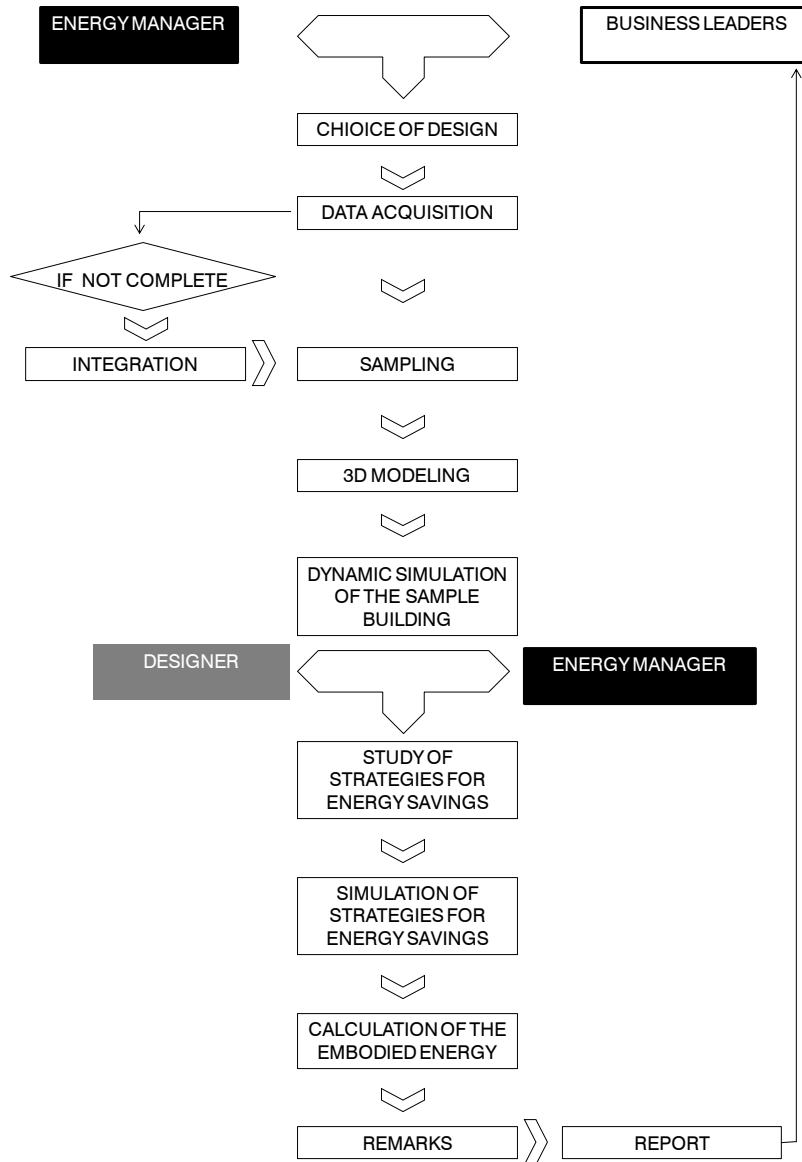 ENERGY MANAGER
BUSINESS LEADERS
CHIOICE OF DESIGN
DATA ACQUISITION
IF NOT COMPLETE
INTEGRATION
SAMPLING
3D MODELING
DYNAMIC SIMULATION
OF THE SAMPLE
BUILDING
DESIGNER
ENERGY MANAGER
STUDY OF
STRATEGIES FOR
ENERGY SAVINGS
SIMULATION OF
STRATEGIES FOR
ENERGY SAVINGS
CALCULATION OF THE
EMBODIED ENERGY
REMARKS
REPORT